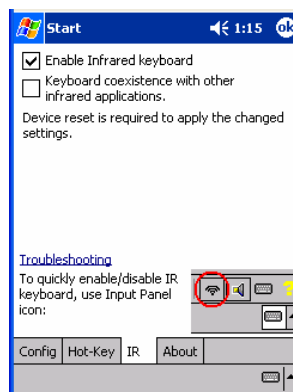 Start 1:15 ok
Enable Infrared keyboard
Keyboard coexistence with other
infrared applications.
Device reset is required to apply the changed
settings.
Troubleshooting
To quickly enable/disable IR
keyboard, use Input Panel
icon:
?
Config Hot-Key IR About